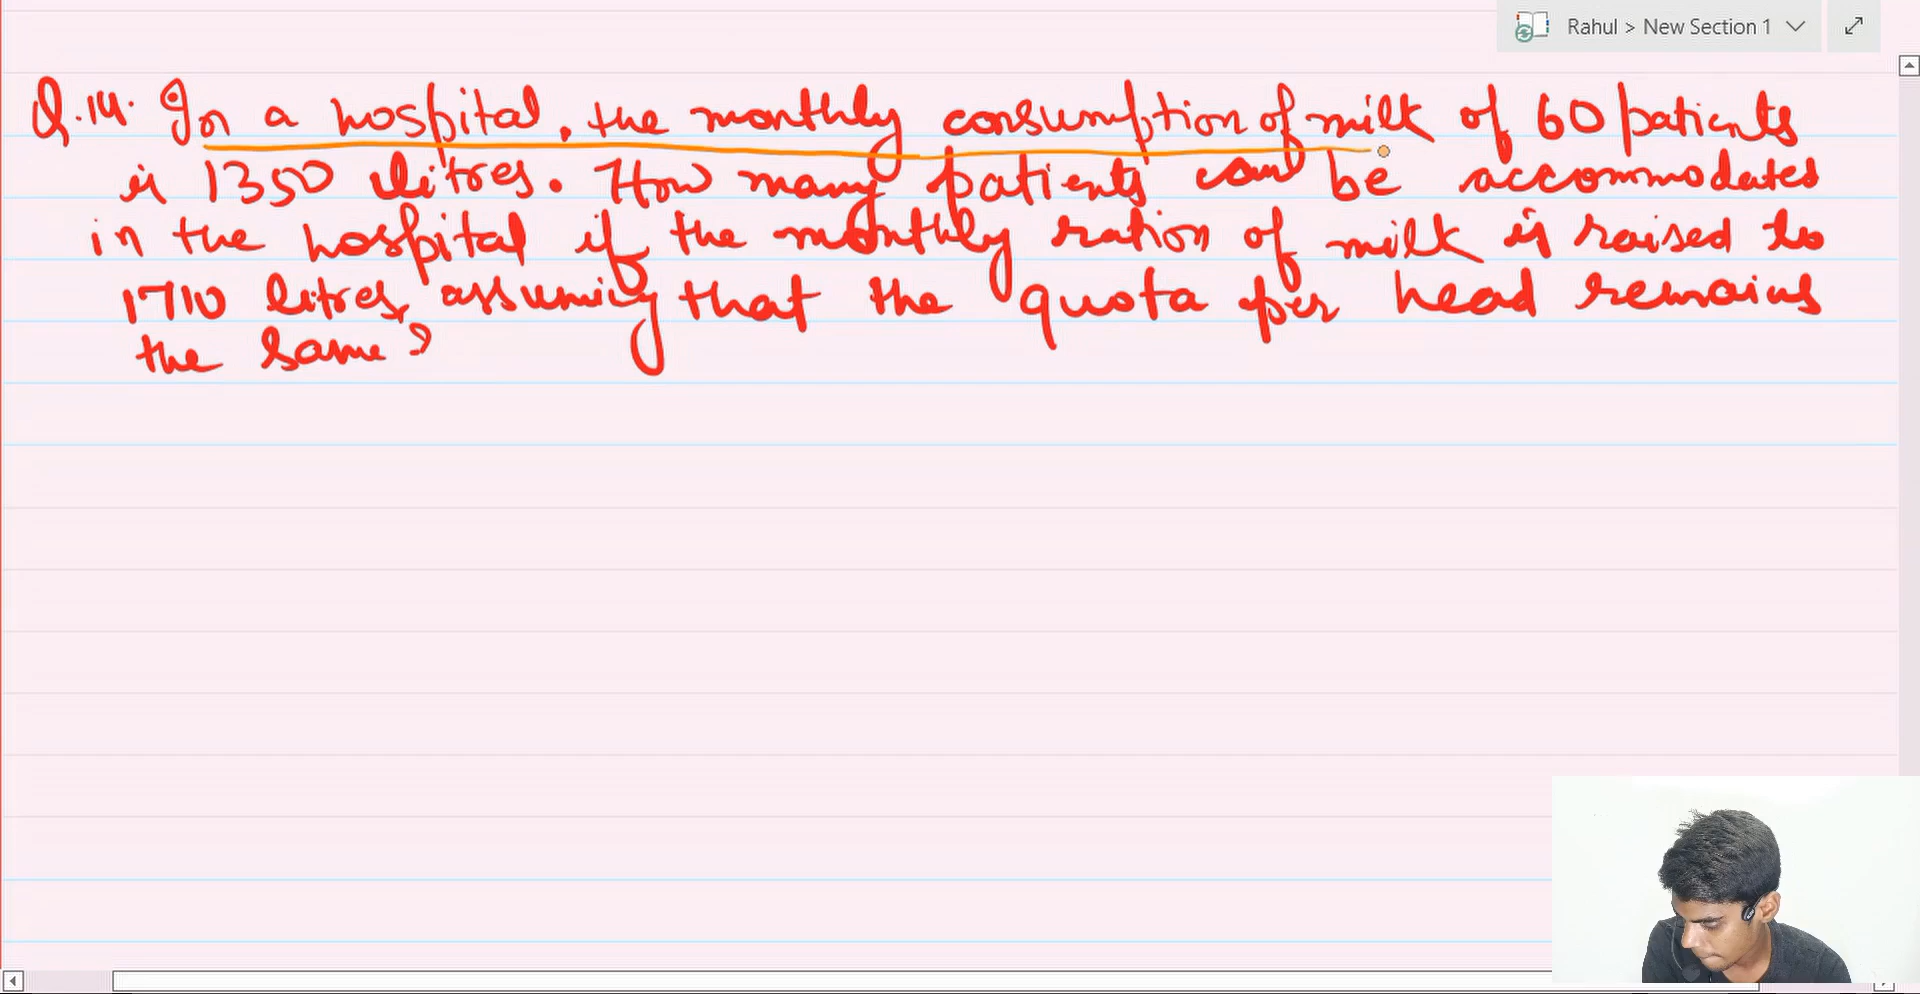 Rahul > New Section 1
Q.14. In a hospital, the monthly consumption of milk of 60 patients
is 1350 litres. How many patients can be accommodated
in the hospital if the monthly ration of milk is raised to
1710 litres, assuming that the quota per head remains
the same?